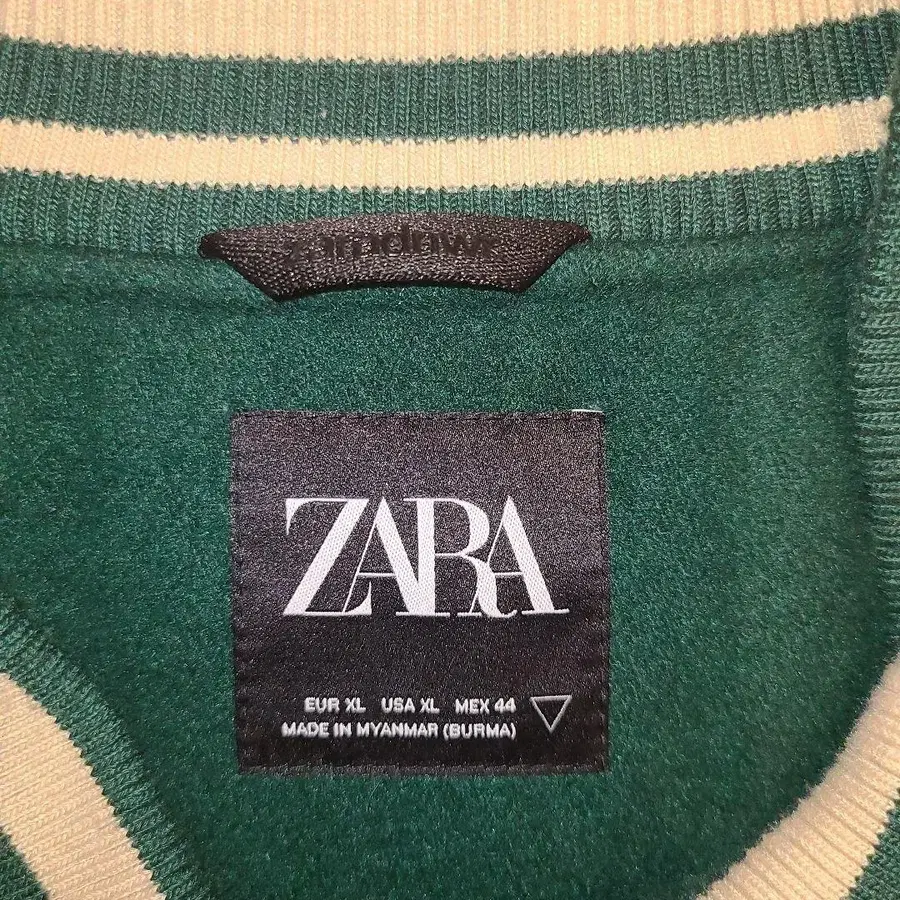 ZARA
EUR XL USA XL MEX 44
MADE IN MYANMAR (BURMA)